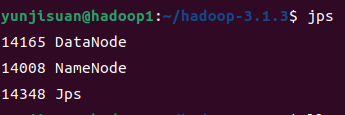 yunjisuan@hadoop1:~/hadoop-3.1.3$ jps
14165 DataNode
14008 NameNode
14348 Jps